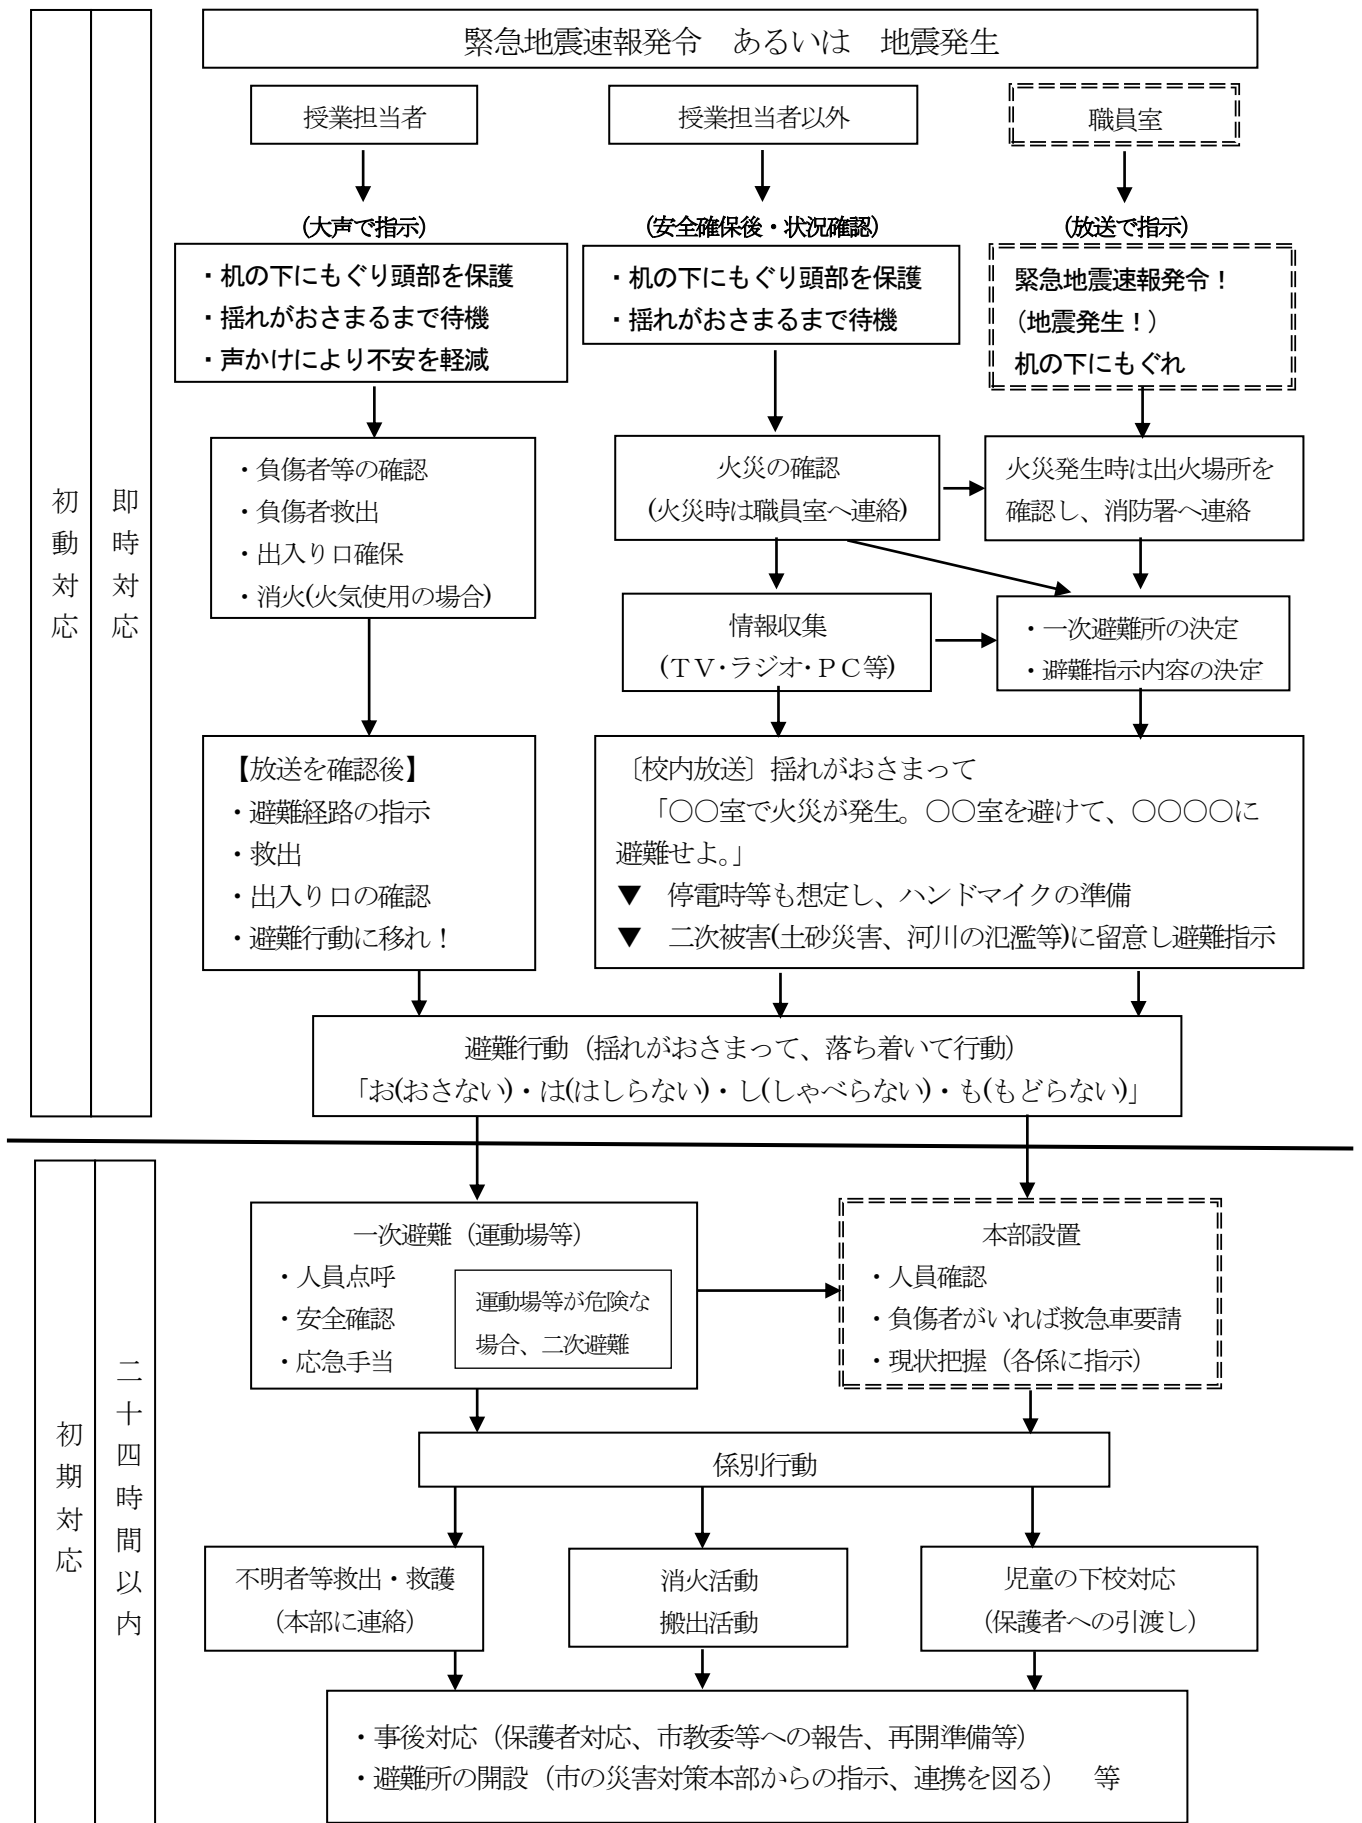 緊急地震速報発令　あるいは　地震発生
授業担当者
授業担当者以外
職員室
(大声で指示)
(安全確保後・状況確認)
(放送で指示)
・机の下にもぐり頭部を保護
・揺れがおさまるまで待機
・声かけにより不安を軽減
・机の下にもぐり頭部を保護
・揺れがおさまるまで待機
緊急地震速報発令！
（地震発生！）
机の下にもぐれ
初動対応
即時対応
・負傷者等の確認
・負傷者救出
・出入り口確保
・消火(火気使用の場合)
火災の確認
(火災時は職員室へ連絡)
火災発生時は出火場所を
確認し、消防署へ連絡
情報収集
(ＴＶ･ラジオ･ＰＣ等)
・一次避難所の決定
・避難指示内容の決定
【放送を確認後】
・避難経路の指示
・救出
・出入り口の確認
・避難行動に移れ！
〔校内放送〕揺れがおさまって
「〇〇室で火災が発生。〇〇室を避けて、〇〇〇〇に
避難せよ。」
▼　停電時等も想定し、ハンドマイクの準備
▼　二次被害(土砂災害、河川の氾濫等)に留意し避難指示
避難行動（揺れがおさまって、落ち着いて行動）
「お(おさない)・は(はしらない)・し(しゃべらない)・も(もどらない)」
初期対応
二十四時間以内
一次避難（運動場等）
・人員点呼
・安全確認
・応急手当
運動場等が危険な
場合、二次避難
本部設置
・人員確認
・負傷者がいれば救急車要請
・現状把握（各係に指示）
係別行動
不明者等救出・救護
（本部に連絡）
消火活動
搬出活動
児童の下校対応
（保護者への引渡し）
・事後対応（保護者対応、市教委等への報告、再開準備等）
・避難所の開設（市の災害対策本部からの指示、連携を図る）　等